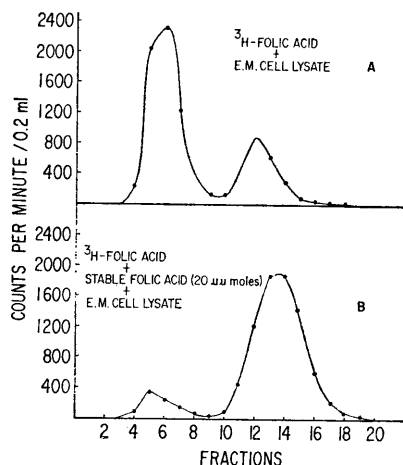 COUNTS PER MINUTE / 0.2 ml
2400
2000
1600
1200
800
400
³H-FOLIC ACID
+
E.M. CELL LYSATE
A
2400
2000
1600
1200
800
400
³H-FOLIC ACID
+
STABLE FOLIC ACID (20 µµ moles)
+
E.M. CELL LYSATE
B
2 4 6 8 10 12 14 16 18 20
FRACTIONS